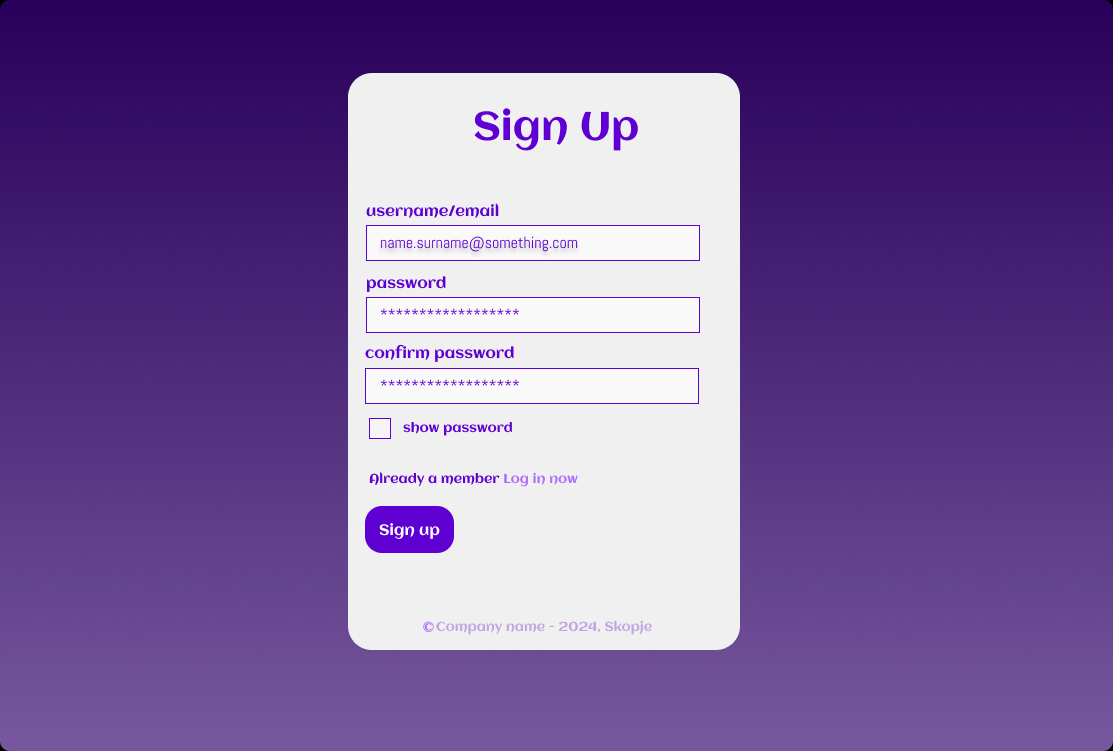 Sign Up
username/email
name.surname@something.com
password
******************
confirm password
******************
show password
Already a member Log in now
Sign up
©Company name - 2024, Skopje